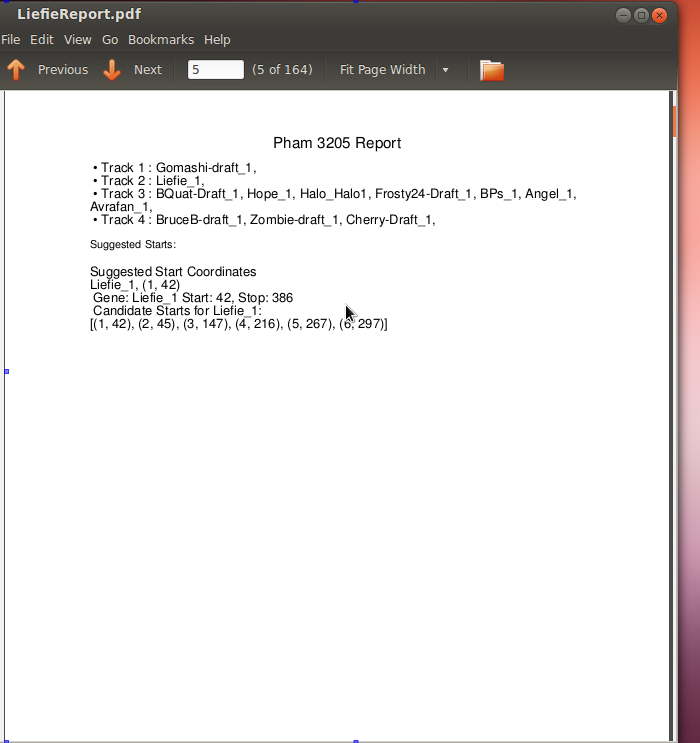 LiefieReport.pdf
File Edit View Go Bookmarks Help
Previous Next 5 (5 of 164) Fit Page Width
Pham 3205 Report
• Track 1 : Gomashi-draft_1,
• Track 2 : Liefie_1,
• Track 3 : BQuat-Draft_1, Hope_1, Halo_Halo1, Frosty24-Draft_1, BPs_1, Angel_1,
Avrafan_1,
• Track 4 : BruceB-draft_1, Zombie-draft_1, Cherry-Draft_1,
Suggested Starts:
Suggested Start Coordinates
Liefie_1, (1, 42)
Gene: Liefie_1 Start: 42, Stop: 386
Candidate Starts for Liefie_1:
[(1, 42), (2, 45), (3, 147), (4, 216), (5, 267), (6, 297)]